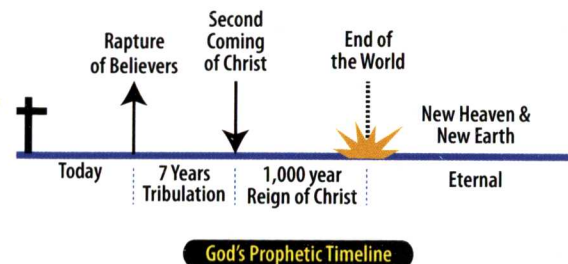 Rapture
of Believers
Second
Coming
of Christ
End of
the World
New Heaven &
New Earth
Today
7 Years
Tribulation
1,000 year
Reign of Christ
Eternal
God's Prophetic Timeline